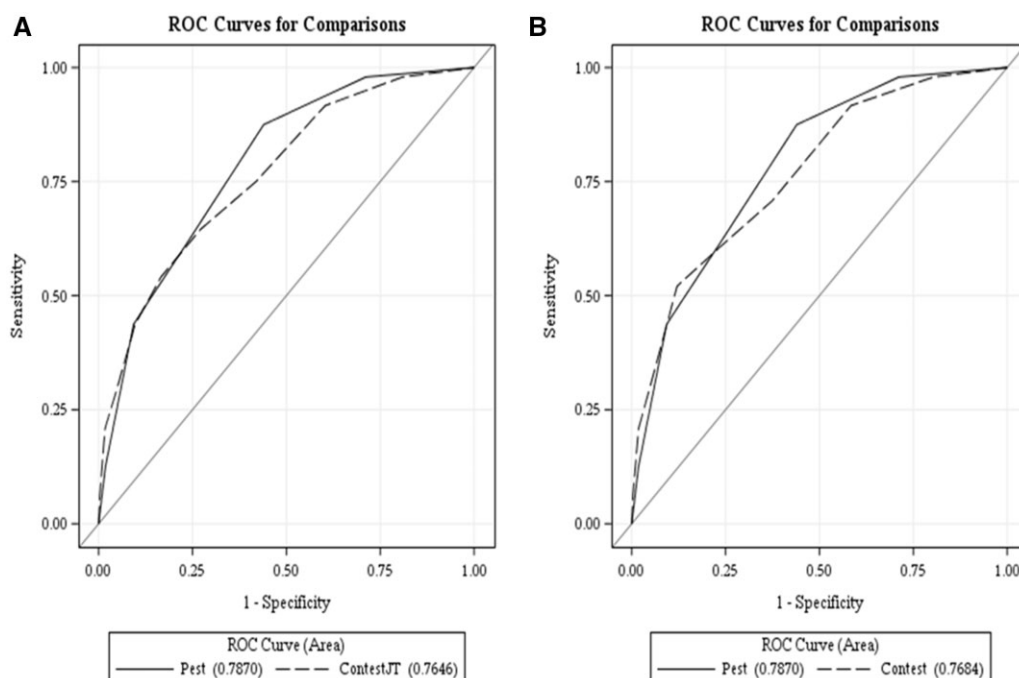 A
ROC Curves for Comparisons
1.00
0.75
0.50
0.25
0.00
Sensitivity
0.00 0.25 0.50 0.75 1.00
1 - Specificity
ROC Curve (Area)
Pest (0.7870) ContestJT (0.7646)
B
ROC Curves for Comparisons
1.00
0.75
0.50
0.25
0.00
Sensitivity
0.00 0.25 0.50 0.75 1.00
1 - Specificity
ROC Curve (Area)
Pest (0.7870) Contest (0.7684)